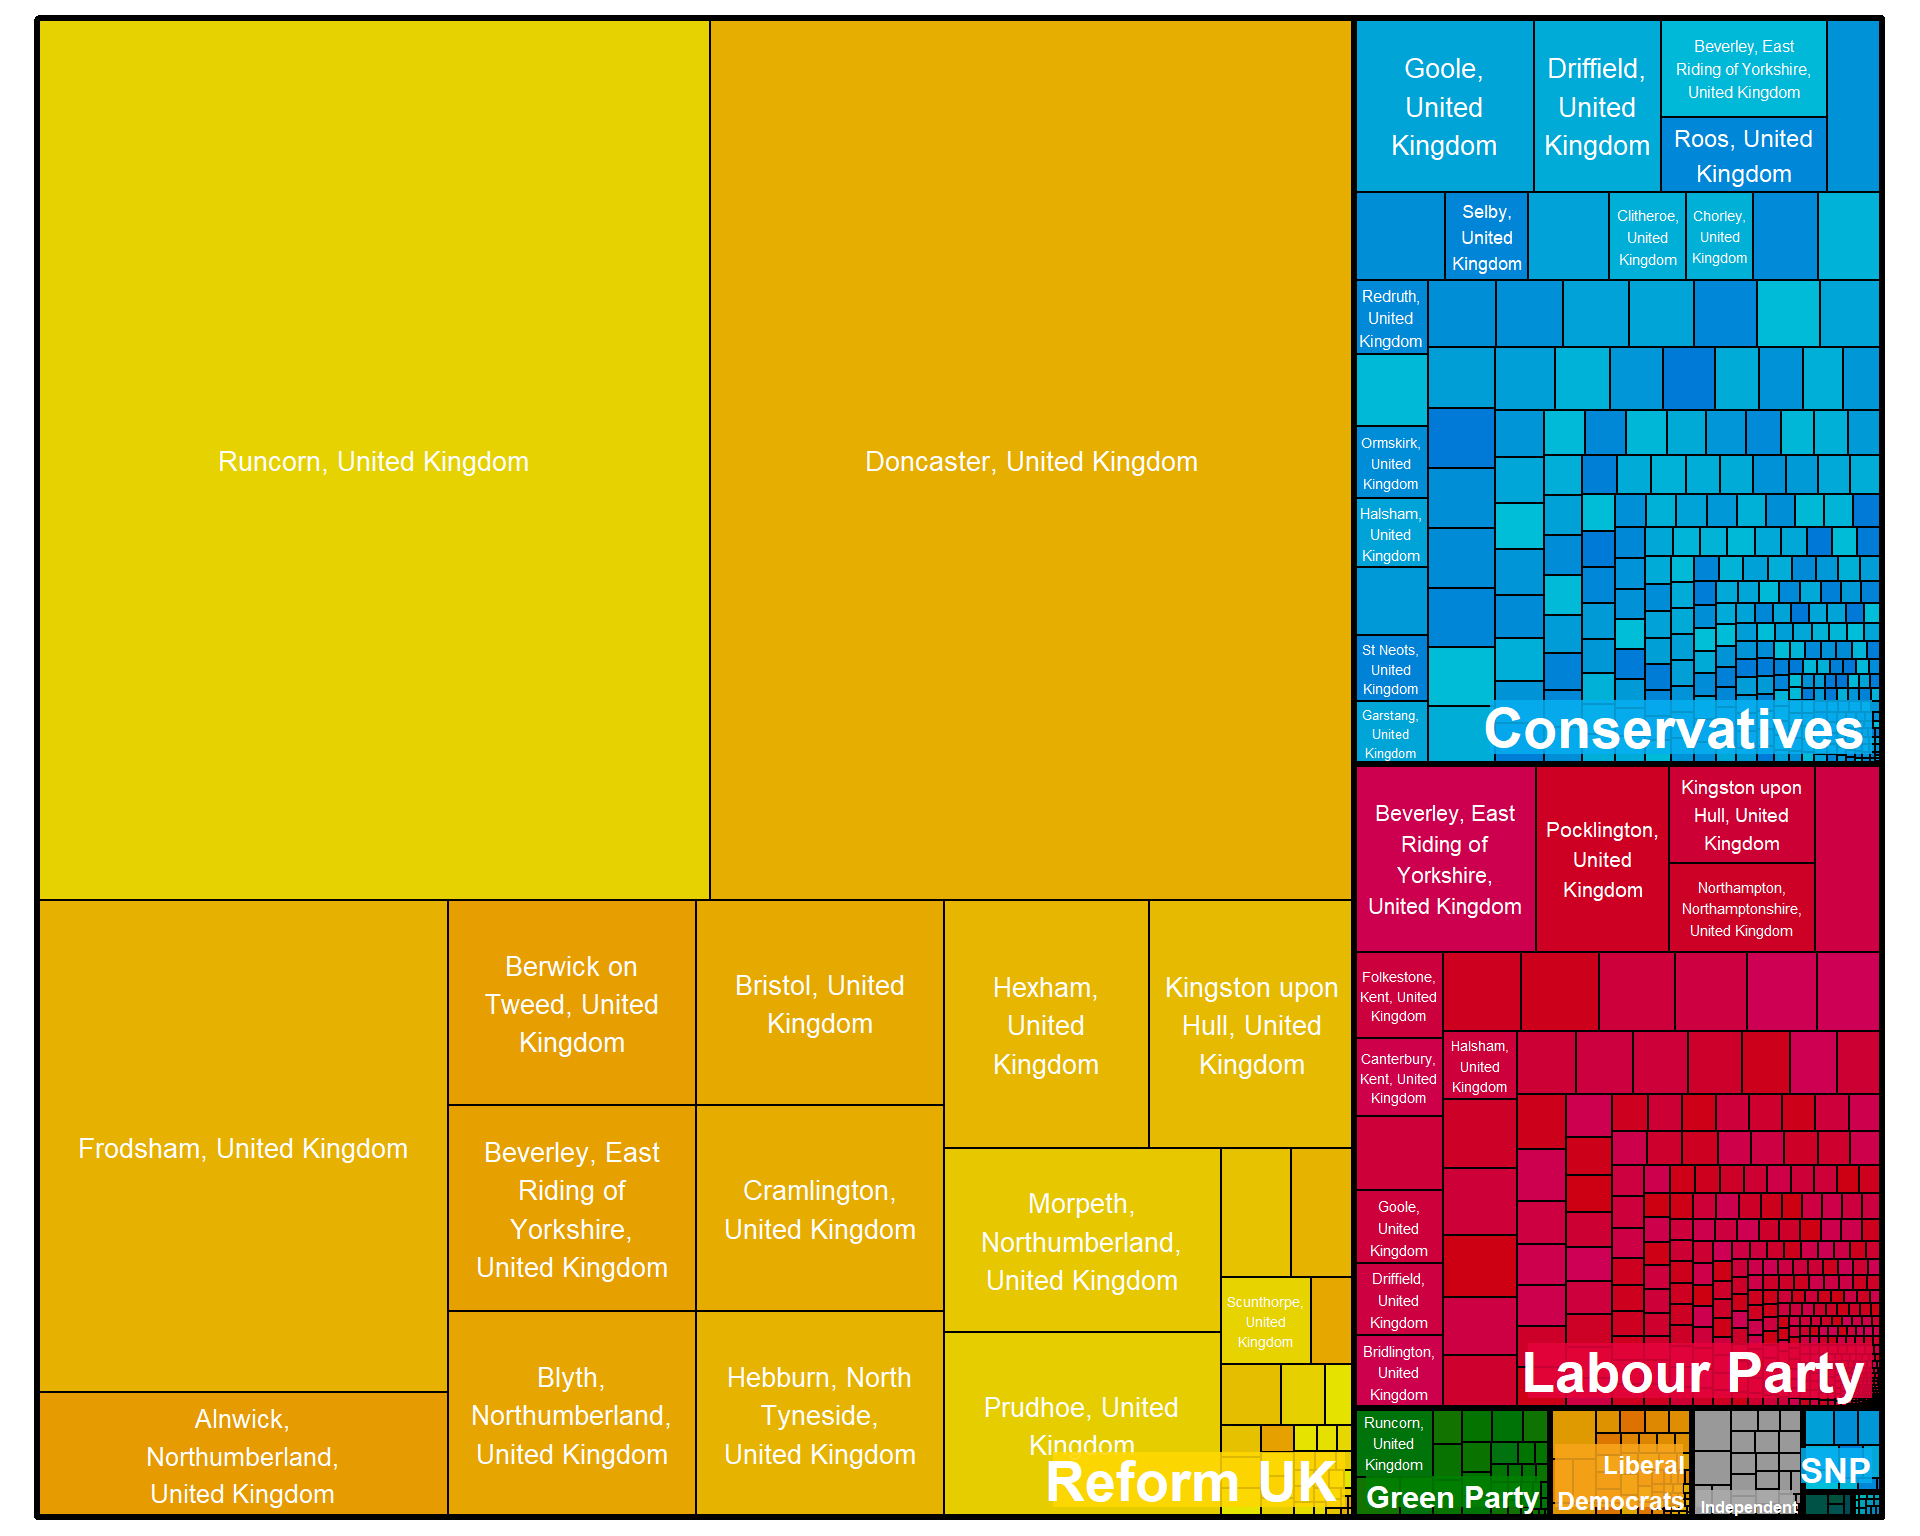 Runcorn, United Kingdom
Doncaster, United Kingdom
Frodsham, United Kingdom
Alnwick,
Northumberland,
United Kingdom
Berwick on
Tweed, United
Kingdom
Beverley, East
Riding of
Yorkshire,
United Kingdom
Blyth,
Northumberland,
United Kingdom
Bristol, United
Kingdom
Cramlington,
United Kingdom
Hebburn, North
Tyneside,
United Kingdom
Hexham,
United
Kingdom
Kingston upon
Hull, United
Kingdom
Morpeth,
Northumberland,
United Kingdom
Prudhoe, United
Kingdom
Scunthorpe,
United
Kingdom
Reform UK
Goole,
United
Kingdom
Driffield,
United
Kingdom
Beverley, East
Riding of Yorkshire,
United Kingdom
Roos, United
Kingdom
Selby,
United
Kingdom
Clitheroe,
United
Kingdom
Chorley,
United
Kingdom
Redruth,
United
Kingdom
Ormskirk,
United
Kingdom
Halsham,
United
Kingdom
St Neots,
United
Kingdom
Garstang,
United
Kingdom
Conservatives
Beverley, East
Riding of
Yorkshire,
United Kingdom
Pocklington,
United
Kingdom
Kingston upon
Hull, United
Kingdom
Northampton,
Northamptonshire,
United Kingdom
Folkestone,
Kent, United
Kingdom
Canterbury,
Kent, United
Kingdom
Halsham,
United
Kingdom
Goole,
United
Kingdom
Driffield,
United
Kingdom
Bridlington,
United
Kingdom
Labour Party
Runcorn,
United
Kingdom
Green Party
Liberal
Democrats
Independent
SNP